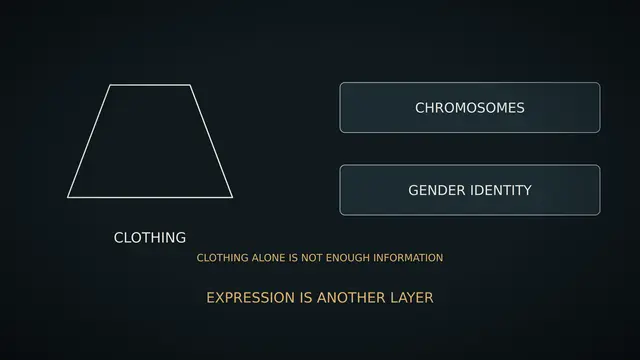 CHROMOSOMES
GENDER IDENTITY
CLOTHING
CLOTHING ALONE IS NOT ENOUGH INFORMATION
EXPRESSION IS ANOTHER LAYER